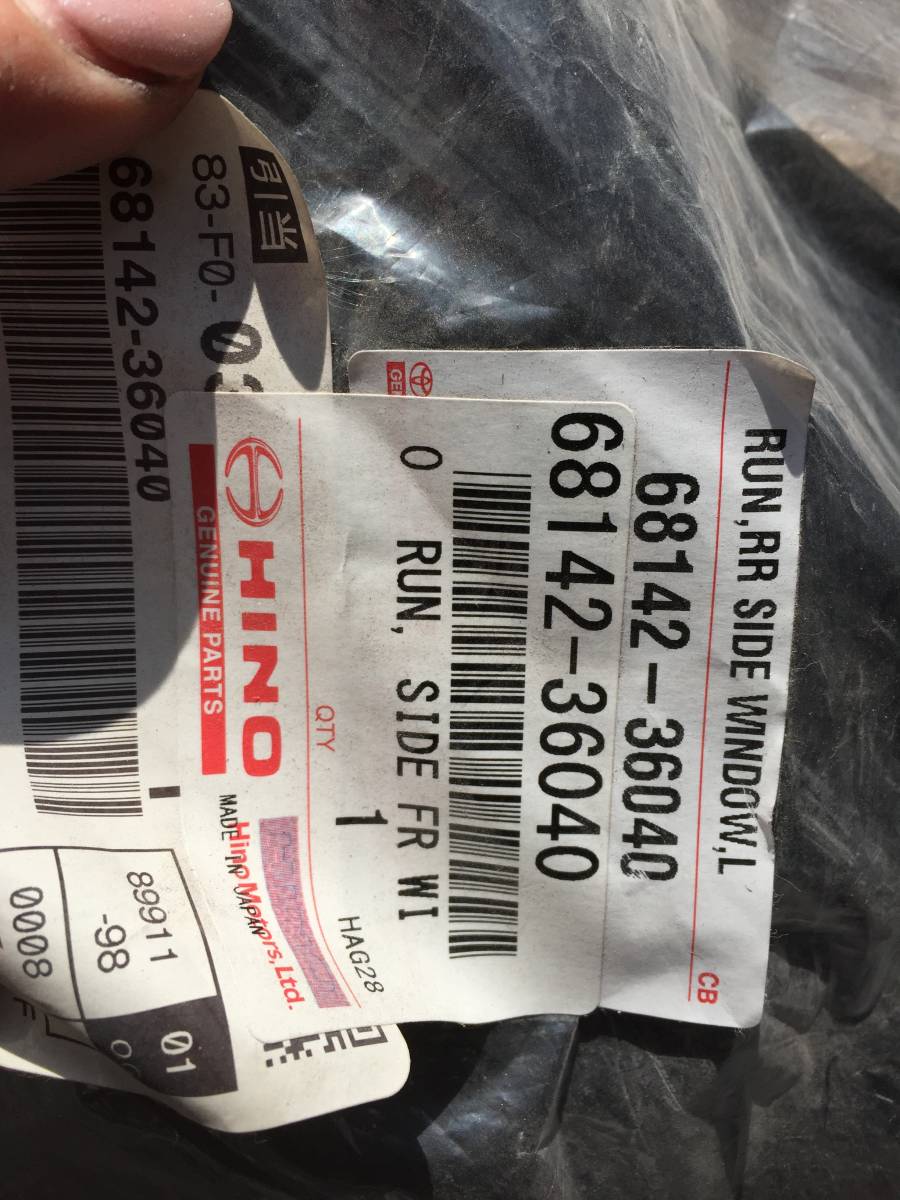 RUN,RR SIDE WINDOW,L
CB
68142-36040
GE
68142-36040
0 RUN, SIDE FR WI
HAG28
QTY
1
HINO
GENUINE PARTS
Hino Motors,Ltd.
MADE IN JAPAN
引当
83-F0-
68142-36040
89911
-98
01
0008